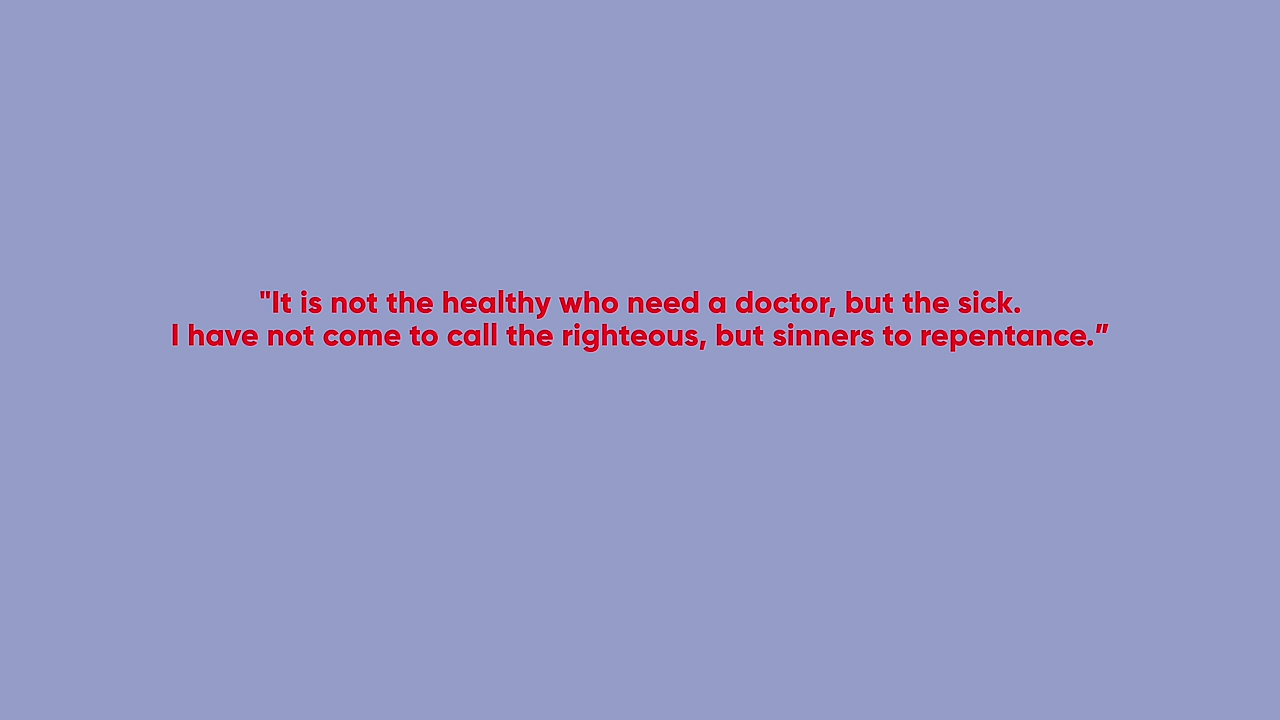 "It is not the healthy who need a doctor, but the sick.
I have not come to call the righteous, but sinners to repentance.”